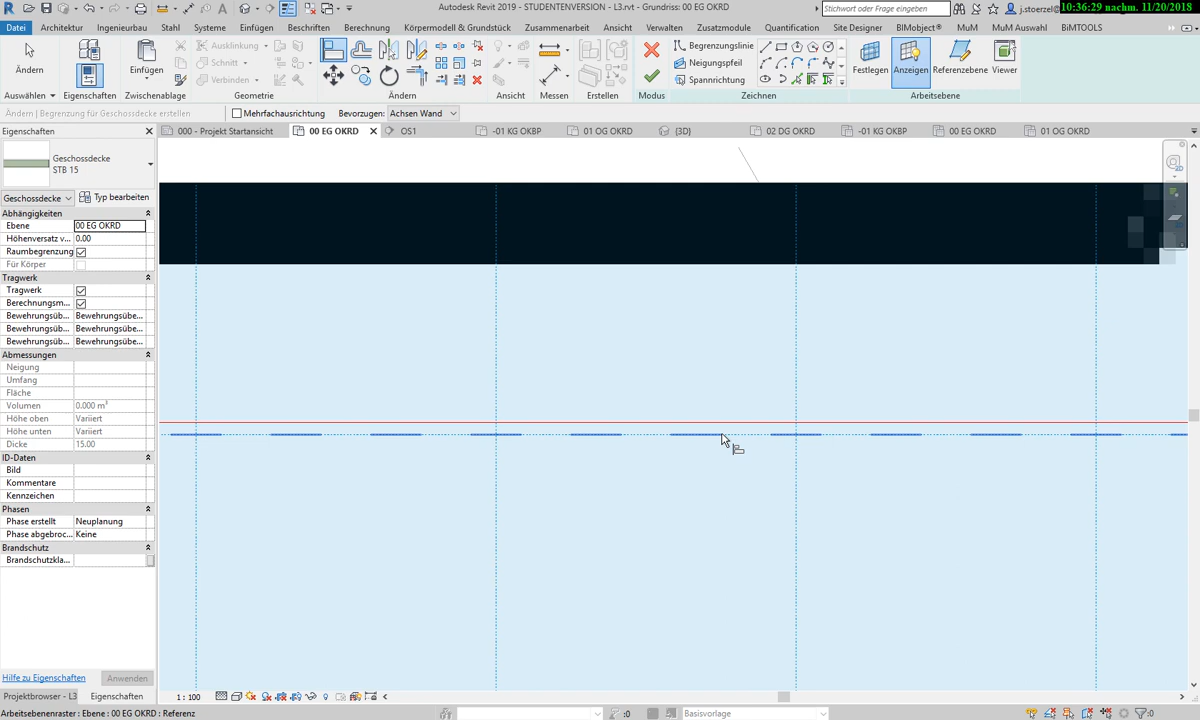 Autodesk Revit 2019 - STUDENTENVERSION - L3.rvt - Grundriss: 00 EG OKRD
Stichwort oder Frage eingeben
j.stoerzel@
10:36:29 nachm. 11/20/2018
Datei Architektur Ingenieurbau Stahl Systeme Einfügen Beschriften Berechnung Körpermodell & Grundstück Zusammenarbeit Ansicht Verwalten Zusatzmodule Quantification Site Designer BIMobject® MuM MuM Auswahl BiMTOOLS
Ausklinkung Begrenzungslinie
Schnitt Neigungspfeil
Verbinden Spannrichtung
Ändern Eigenschaften Einfügen Festlegen Anzeigen Referenzebene Viewer
Auswählen Eigenschaften Zwischenablage Geometrie Ändern Ansicht Messen Erstellen Modus Zeichnen Arbeitsebene
Ändern | Begrenzung für Geschossdecke erstellen Mehrfachausrichtung Bevorzugen: Achsen Wand
Eigenschaften 000 - Projekt Startansicht 00 EG OKRD OS1 -01 KG OKBP 01 OG OKRD {3D} 02 DG OKRD -01 KG OKBP 00 EG OKRD 01 OG OKRD
Geschossdecke
STB 15
2D
Geschossdecke Typ bearbeiten
Abhängigkeiten
Ebene 00 EG OKRD
Höhenversatz v... 0.00
Raumbegrenzung
Für Körper
Tragwerk
Tragwerk
Berechnungsm...
Bewehrungsüb... Bewehrungsübe...
Bewehrungsüb... Bewehrungsübe...
Bewehrungsüb... Bewehrungsübe...
Abmessungen
Neigung
Umfang
Fläche
Volumen 0.000 m³
Höhe oben Variiert
Höhe unten Variiert
Dicke 15.00
ID-Daten
Bild
Kommentare
Kennzeichen
Phasen
Phase erstellt Neuplanung
Phase abgebroc... Keine
Brandschutz
Brandschutzkla...
Hilfe zu Eigenschaften Anwenden
Projektbrowser - L3 Eigenschaften 1 : 100
Arbeitsebenenraster : Ebene : 00 EG OKRD : Referenz :0 Basisvorlage :0